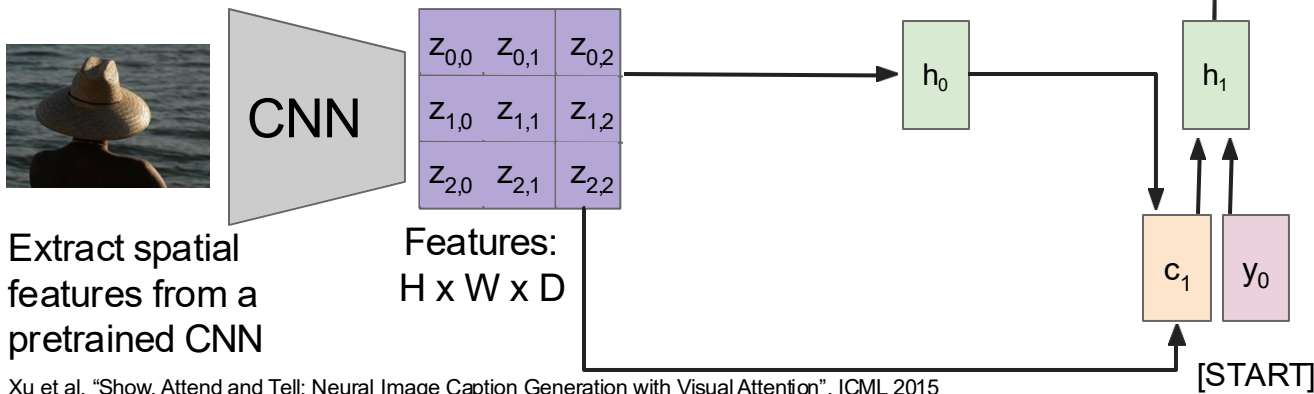 CNN
z0,0 z0,1 z0,2
z1,0 z1,1 z1,2
z2,0 z2,1 z2,2
h0
h1
Extract spatial
features from a
pretrained CNN
Features:
H x W x D
c1
y0
[START]
Xu et al. “Show, Attend and Tell: Neural Image Caption Generation with Visual Attention”, ICML 2015